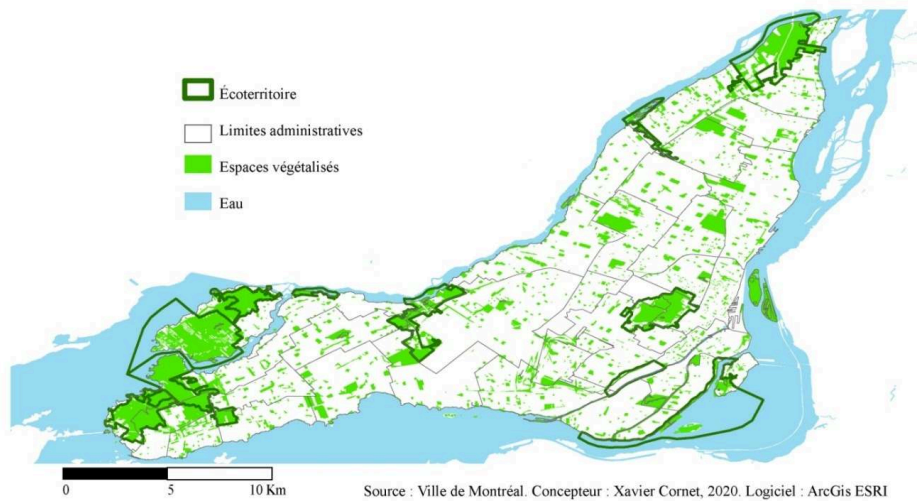 Écoterritoire
Limites administratives
Espaces végétalisés
Eau
0 5 10 Km
Source : Ville de Montréal. Concepteur : Xavier Cornet, 2020. Logiciel : ArcGis ESRI